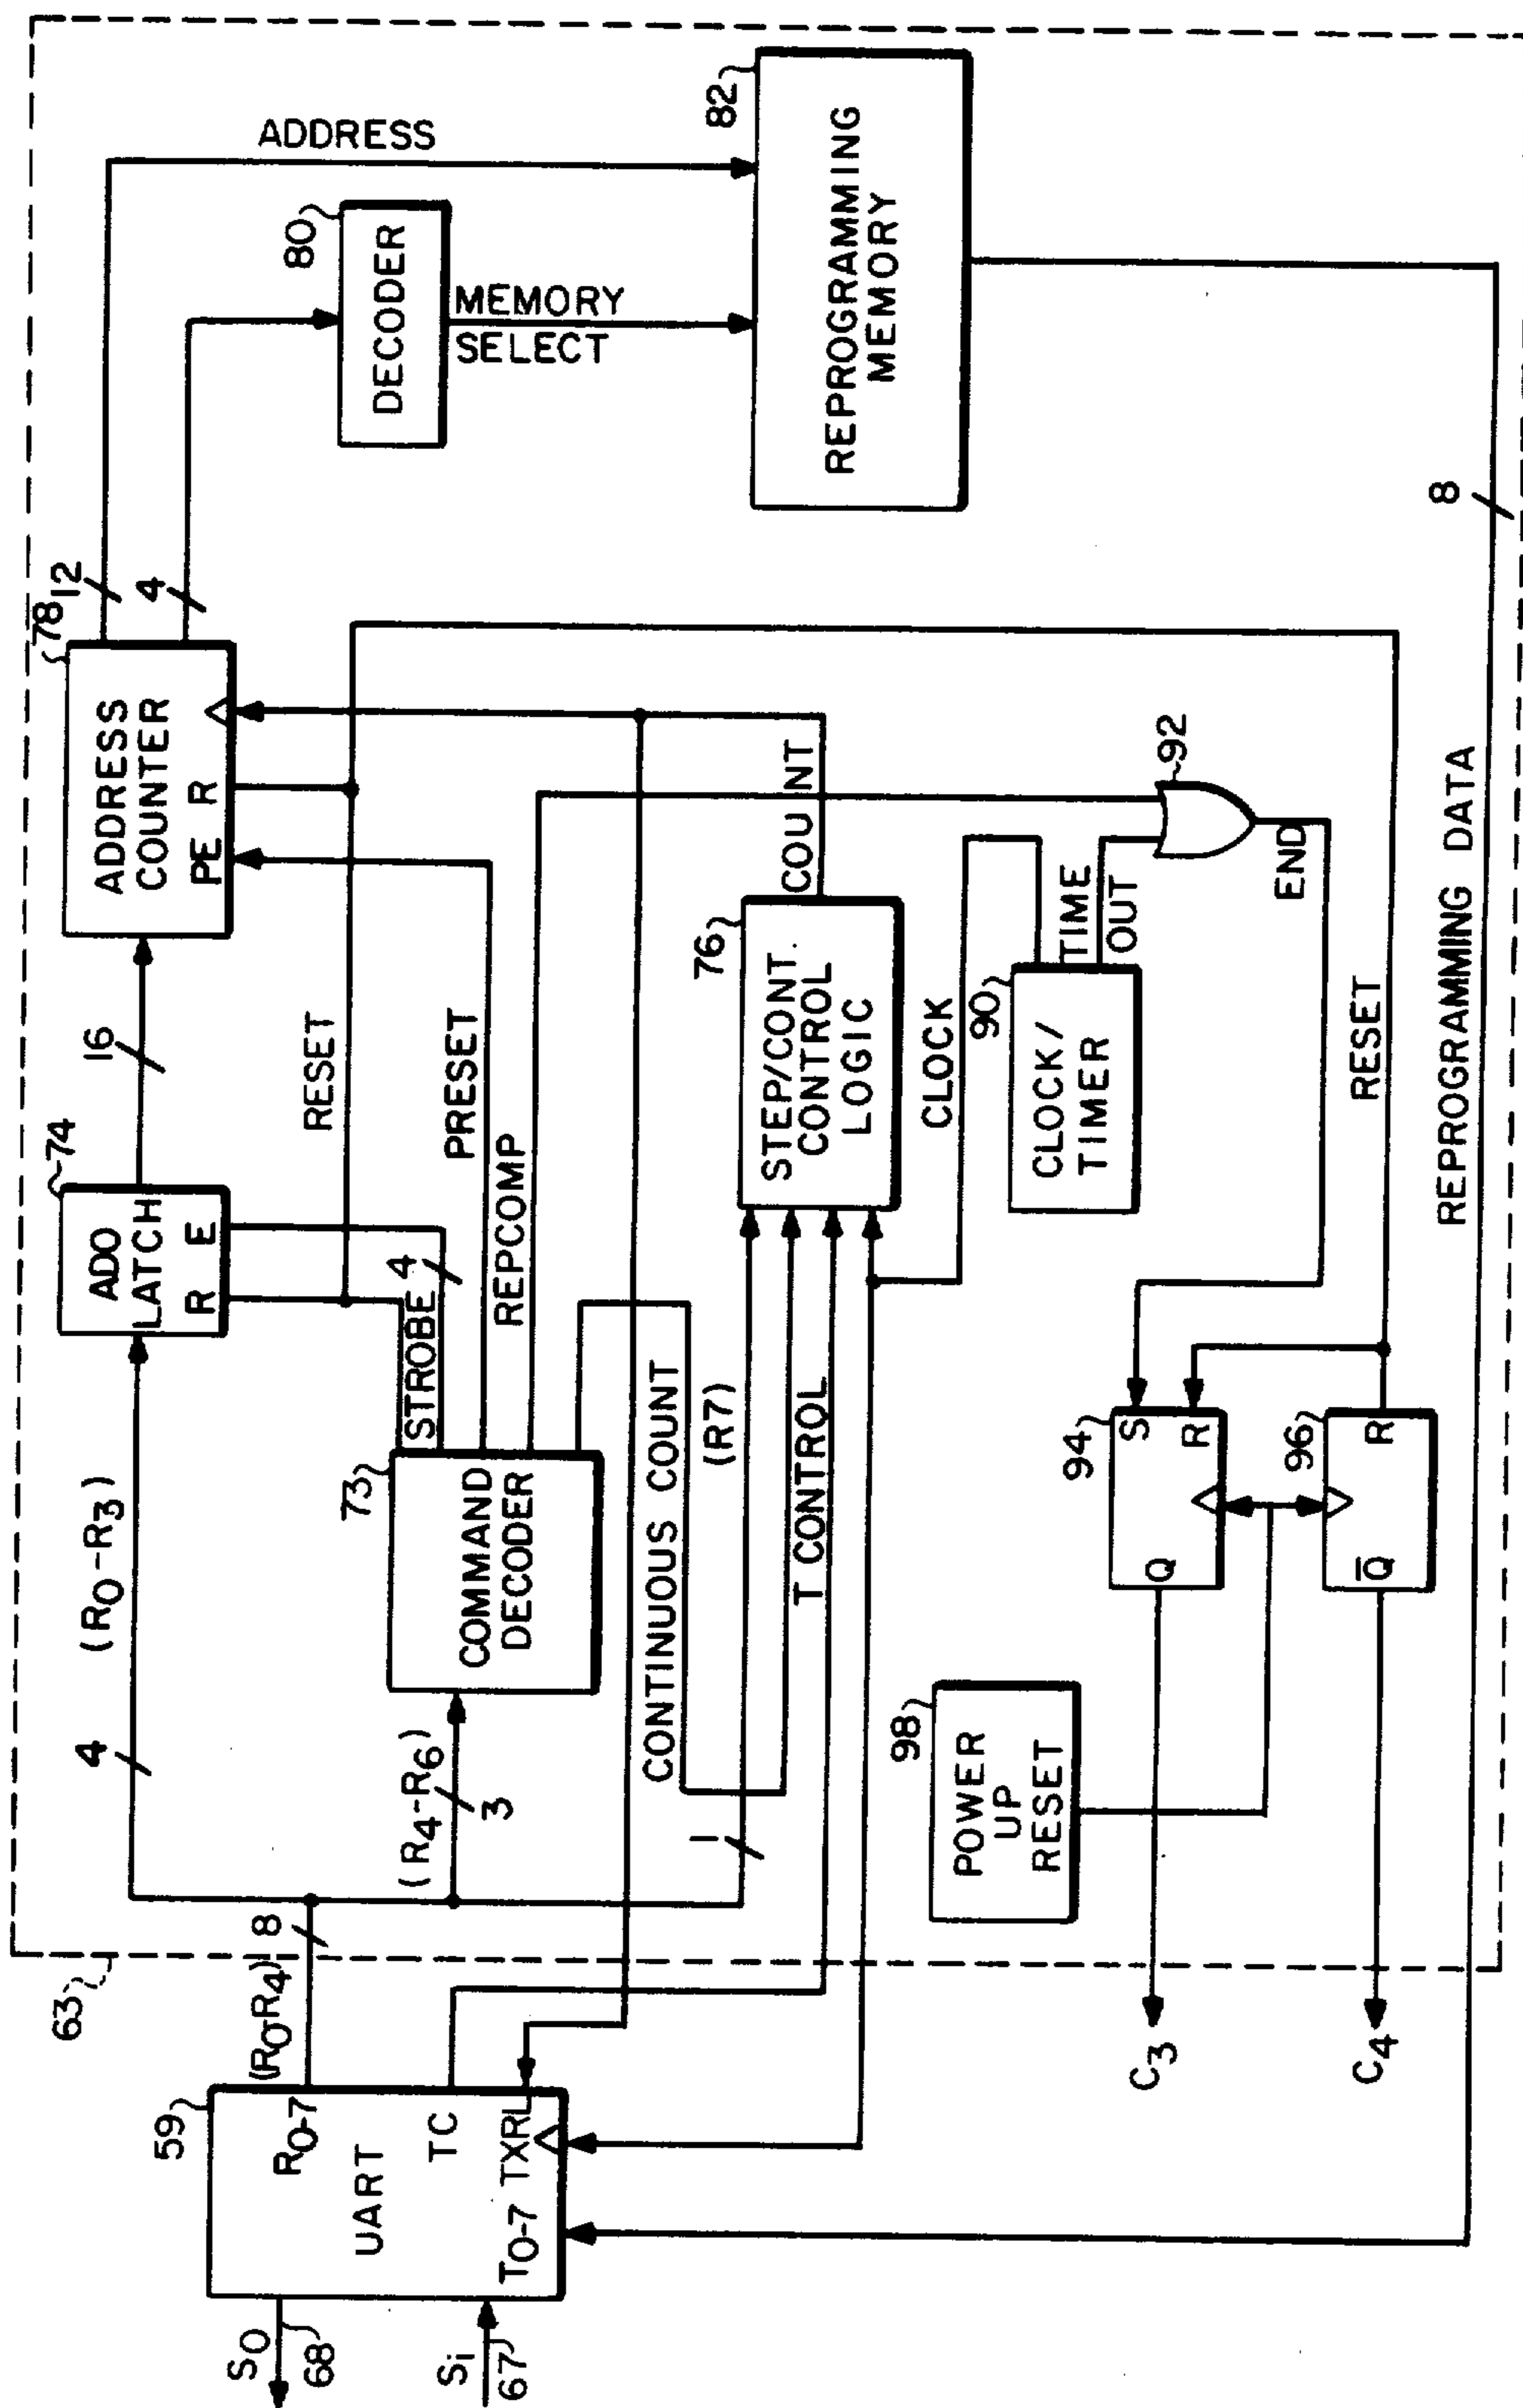 63
ADDRESS
78
12
4
ADDRESS
COUNTER
PE R
16
74
ADO
LATCH
R E
RESET
4
(R0-R3)
80
DECODER
MEMORY
SELECT
82
REPROGRAMMING
MEMORY
STROBE 4
PRESET
REPCOMP
73
COMMAND
DECODER
(R4-R6)
3
8
(R0-R4)
59
R0-7
UART
TC
TXRL
T0-7
S0
68
Si
67
CONTINUOUS COUNT
(R7)
1
T CONTROL
76
STEP/CONT.
CONTROL
LOGIC
COUNT
CLOCK
90
CLOCK/
TIMER
TIME
OUT
92
END
RESET
94
S
R
Q
96
R
Q̅
98
POWER
UP
RESET
C3
C4
REPROGRAMING DATA
8